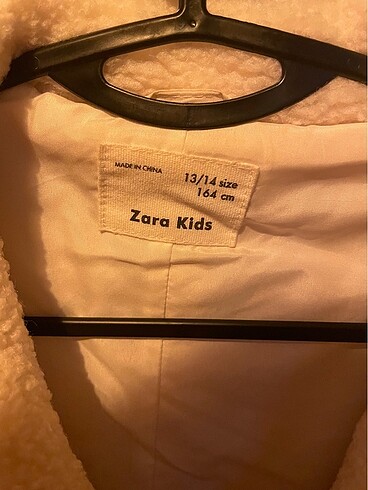 MADE IN CHINA
13/14 size
164 cm
Zara Kids